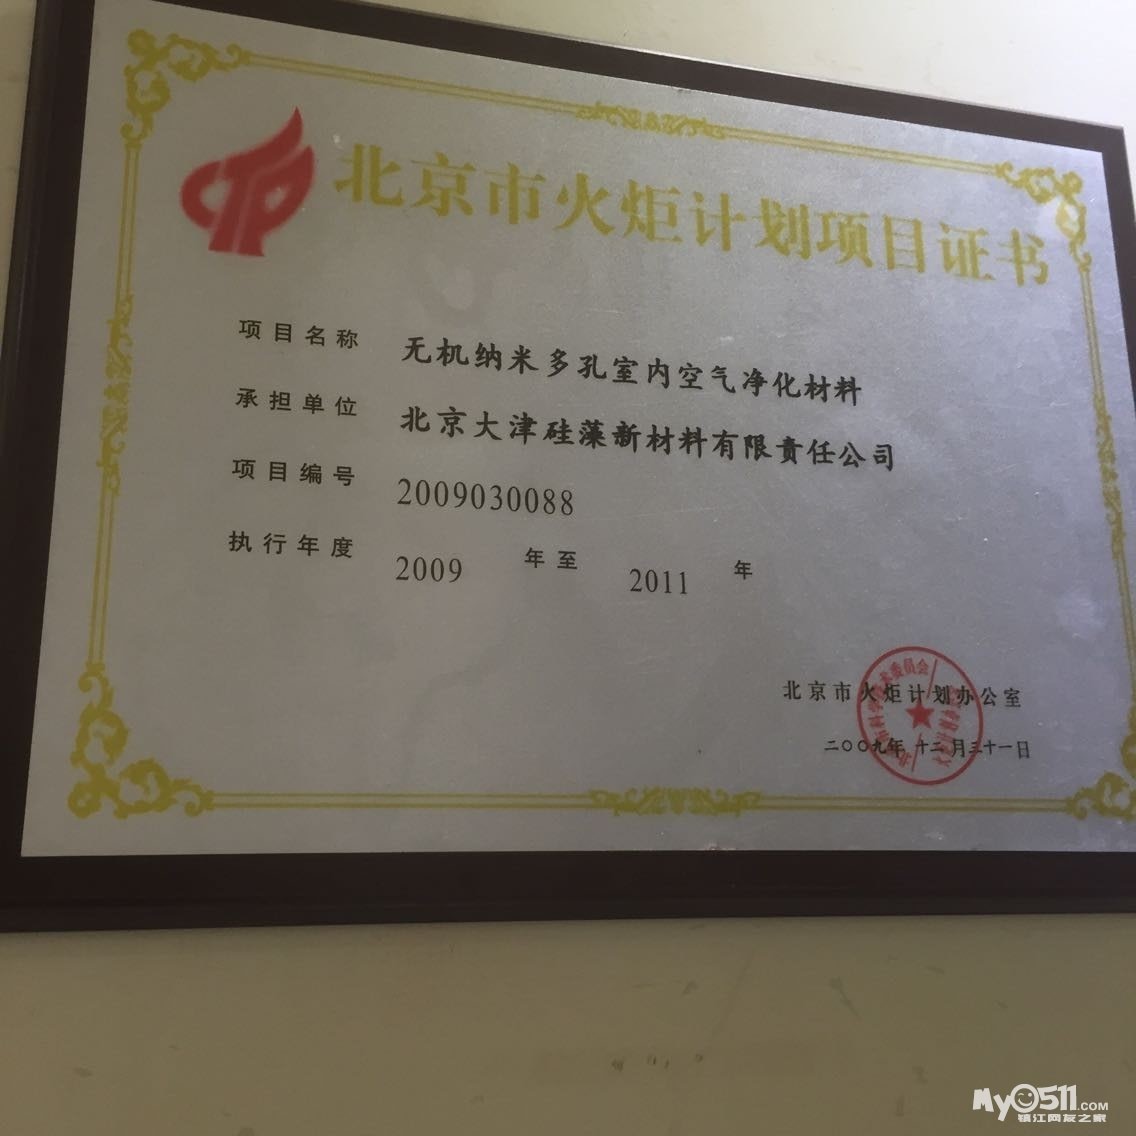 北京市火炬计划项目证书
项目名称 无机纳米多孔室内空气净化材料
承担单位 北京大津硅藻新材料有限责任公司
项目编号 2009030088
执行年度 2009 年至 2011 年
北京市火炬计划办公室
二〇〇九年十二月三十一日
My0511.COM
镇江网友之家